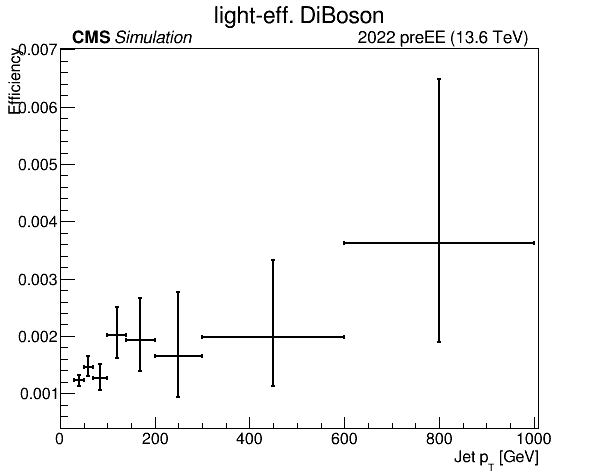 light-eff. DiBoson
CMS Simulation 2022 preEE (13.6 TeV)
Efficiency
0.007
0.006
0.005
0.004
0.003
0.002
0.001
0 200 400 600 800 1000
Jet p_T [GeV]